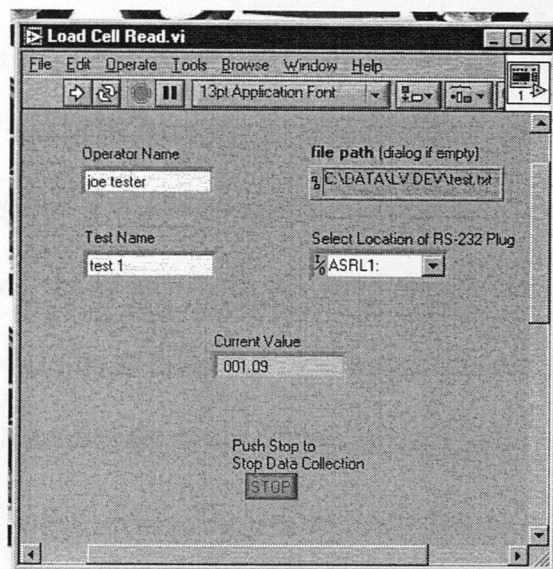 Load Cell Read.vi
File Edit Operate Tools Browse Window Help
13pt Application Font
1
Operator Name
joe tester
file path (dialog if empty)
C:\DATA\LV DEV\test.txt
Test Name
test 1
Select Location of RS-232 Plug
I/O ASRL1:
Current Value
001.09
Push Stop to
Stop Data Collection
STOP